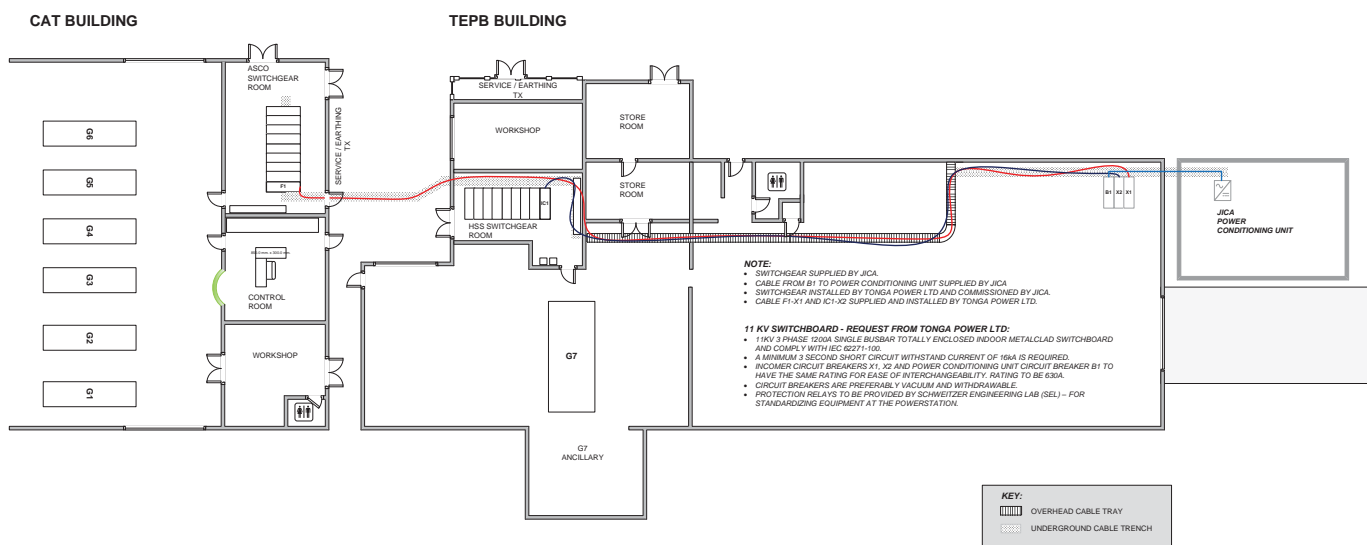 CAT BUILDING
TEPB BUILDING
ASCO
SWITCHGEAR
ROOM
SERVICE / EARTHING
TX
F1
G6
G5
G4
G3
G2
G1
CONTROL
ROOM
WORKSHOP
SERVICE / EARTHING
TX
WORKSHOP
STORE
ROOM
STORE
ROOM
IC1
HSS SWITCHGEAR
ROOM
B1 X2 X1
JICA
POWER
CONDITIONING UNIT
NOTE:
• SWITCHGEAR SUPPLIED BY JICA.
• CABLE FROM B1 TO POWER CONDITIONING UNIT SUPPLIED BY JICA
• SWITCHGEAR INSTALLED BY TONGA POWER LTD AND COMMISSIONED BY JICA.
• CABLE F1-X1 AND IC1-X2 SUPPLIED AND INSTALLED BY TONGA POWER LTD.
11 KV SWITCHBOARD - REQUEST FROM TONGA POWER LTD:
• 11KV 3 PHASE 1200A SINGLE BUSBAR TOTALLY ENCLOSED INDOOR METALCLAD SWITCHBOARD
AND COMPLY WITH IEC 62271-100.
• A MINIMUM 3 SECOND SHORT CIRCUIT WITHSTAND CURRENT OF 16kA IS REQUIRED.
• INCOMER CIRCUIT BREAKERS X1, X2 AND POWER CONDITIONING UNIT CIRCUIT BREAKER B1 TO
HAVE THE SAME RATING FOR EASE OF INTERCHANGEABILITY. RATING TO BE 630A.
• CIRCUIT BREAKERS ARE PREFERABLY VACUUM AND WITHDRAWABLE.
• PROTECTION RELAYS TO BE PROVIDED BY SCHWEITZER ENGINEERING LAB (SEL) – FOR
STANDARDIZING EQUIPMENT AT THE POWERSTATION.
G7
G7
ANCILLARY
KEY:
OVERHEAD CABLE TRAY
UNDERGROUND CABLE TRENCH